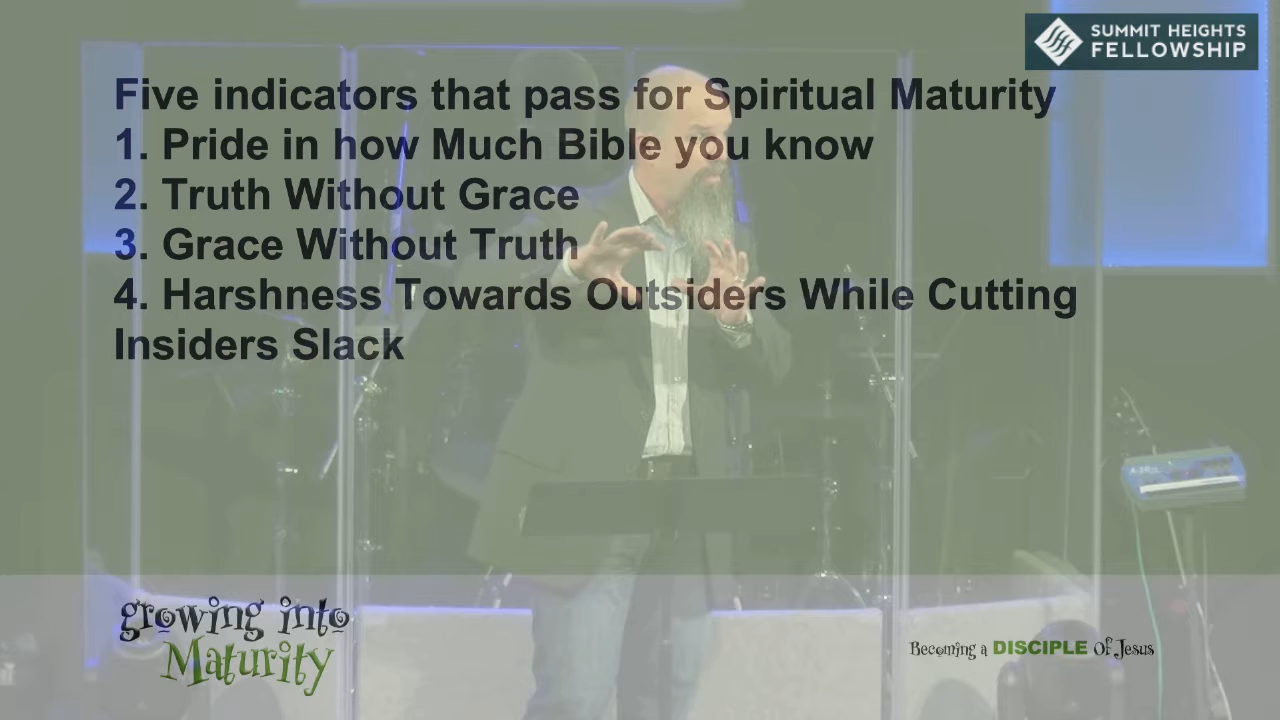 SUMMIT HEIGHTS
FELLOWSHIP
Five indicators that pass for Spiritual Maturity
1. Pride in how Much Bible you know
2. Truth Without Grace
3. Grace Without Truth
4. Harshness Towards Outsiders While Cutting
Insiders Slack
growing into
Maturity
Becoming a DISCIPLE Of Jesus